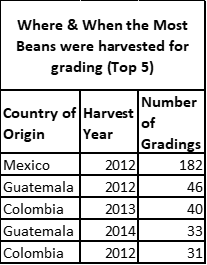 Where & When the Most
Beans were harvested for
grading (Top 5)
Country of Origin Harvest Year Number of Gradings
Mexico 2012 182
Guatemala 2012 46
Colombia 2013 40
Guatemala 2014 33
Colombia 2012 31